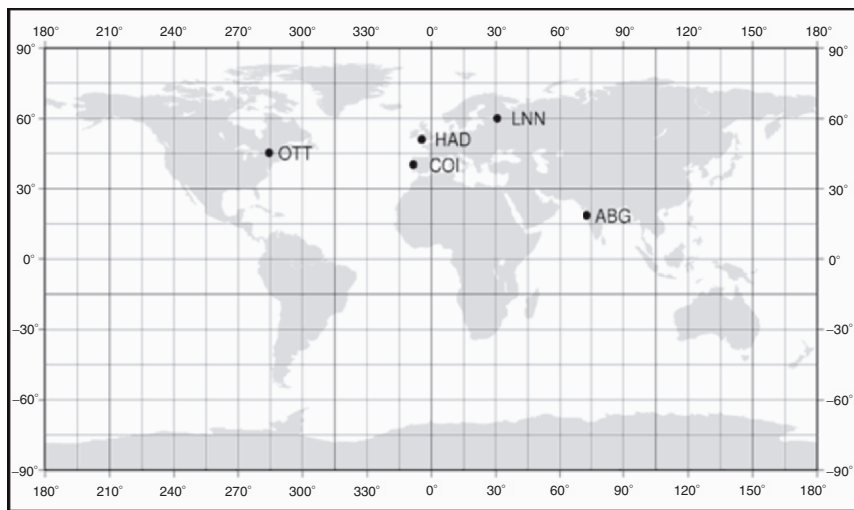 180° 210° 240° 270° 300° 330° 0° 30° 60° 90° 120° 150° 180°
90° 90°
60° LNN 60°
HAD
OTT COI
30° 30°
ABG
0° 0°
–30° –30°
–60° –60°
–90° –90°
180° 210° 240° 270° 300° 330° 0° 30° 60° 90° 120° 150° 180°